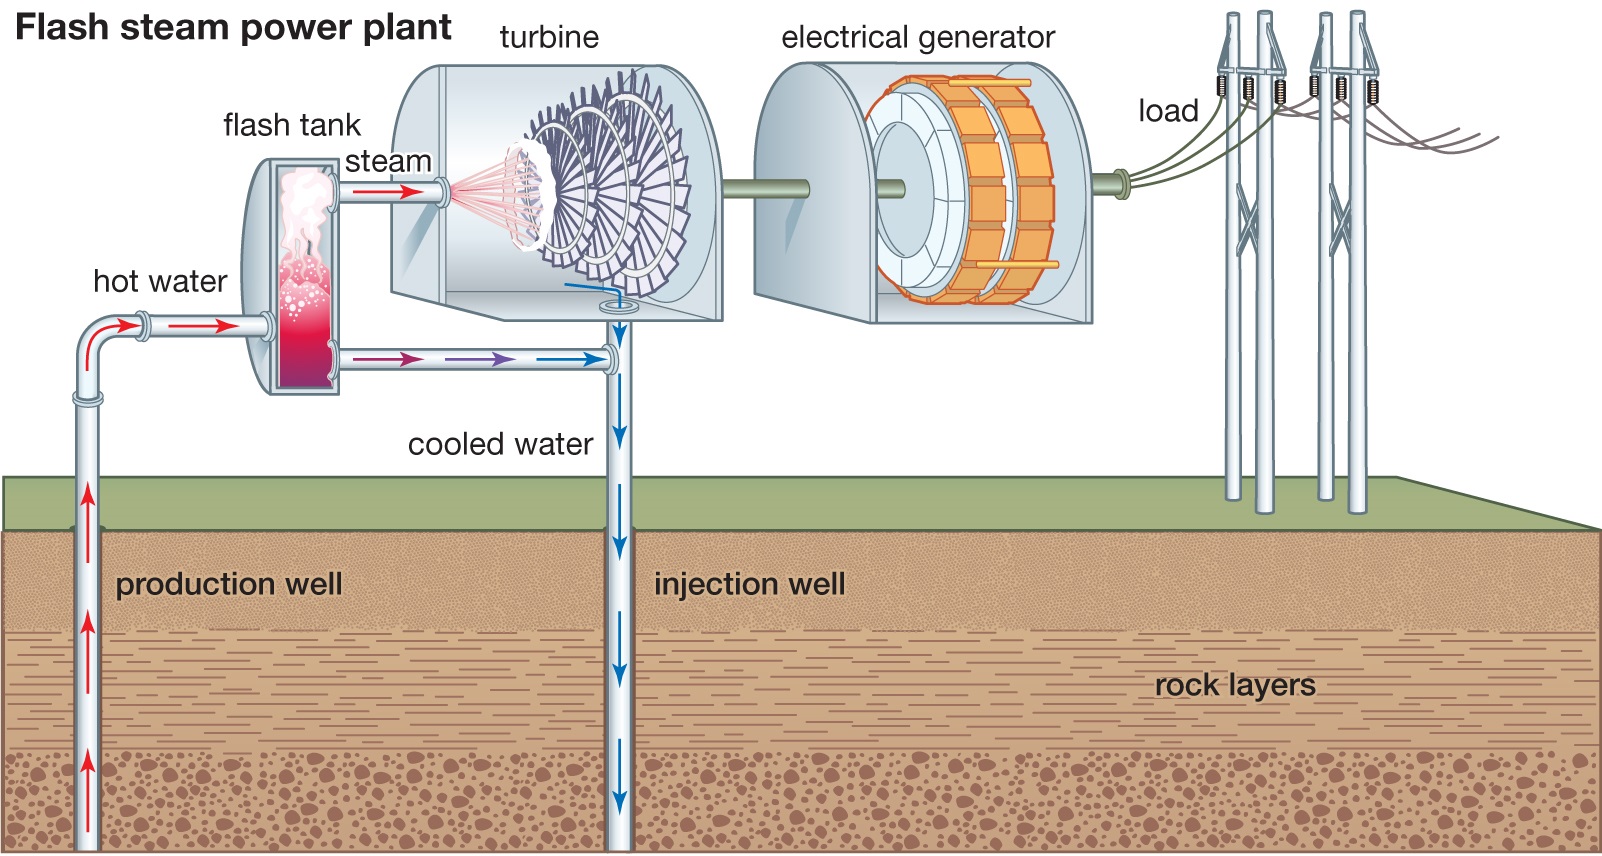 Flash steam power plant
turbine
electrical generator
load
flash tank
steam
hot water
cooled water
production well
injection well
rock layers